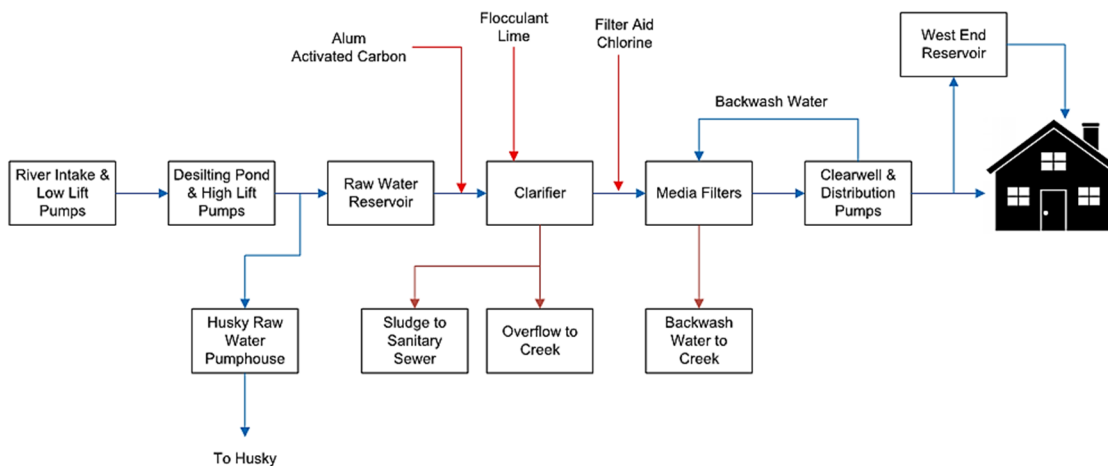 Alum
Activated Carbon
Flocculant
Lime
Filter Aid
Chlorine
West End
Reservoir
Backwash Water
River Intake &
Low Lift
Pumps
Desilting Pond
& High Lift
Pumps
Raw Water
Reservoir
Clarifier
Media Filters
Clearwell &
Distribution
Pumps
Husky Raw
Water
Pumphouse
Sludge to
Sanitary
Sewer
Overflow to
Creek
Backwash
Water to
Creek
To Husky